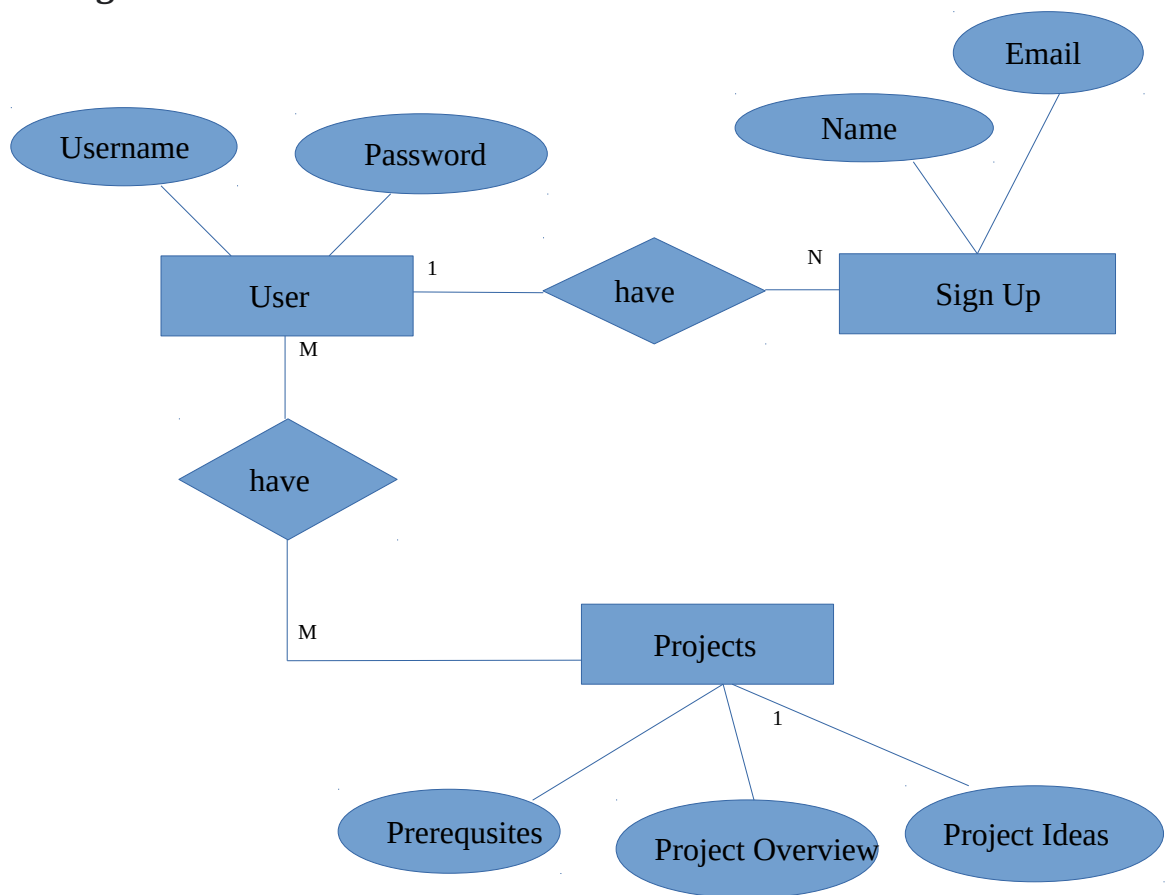 Email
Name
Username
Password
1
N
User
have
Sign Up
M
have
M
Projects
1
Prerequsites
Project Overview
Project Ideas